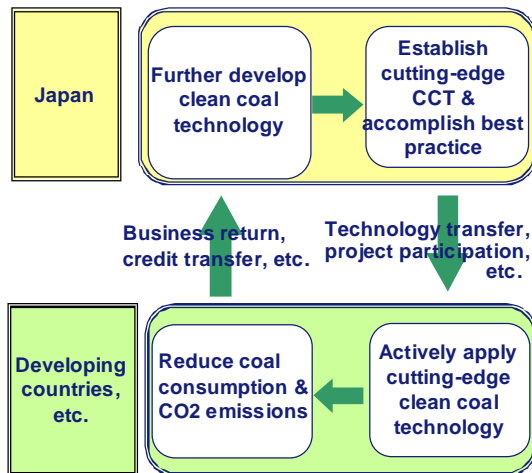 Japan
Further develop
clean coal
technology
Establish
cutting-edge
CCT &
accomplish best
practice
Business return,
credit transfer, etc.
Technology transfer,
project participation,
etc.
Developing
countries,
etc.
Reduce coal
consumption &
CO2 emissions
Actively apply
cutting-edge
clean coal
technology